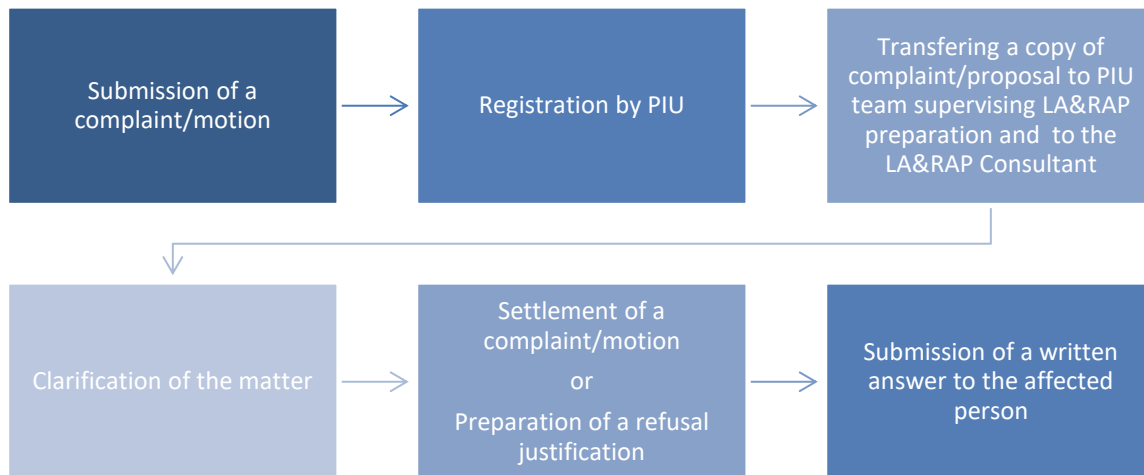 Submission of a
complaint/motion
Registration by PIU
Transfering a copy of
complaint/proposal to PIU
team supervising LA&RAP
preparation and  to the
LA&RAP Consultant
Clarification of the matter
Settlement of a
complaint/motion
or
Preparation of a refusal
justification
Submission of a written
answer to the affected
person